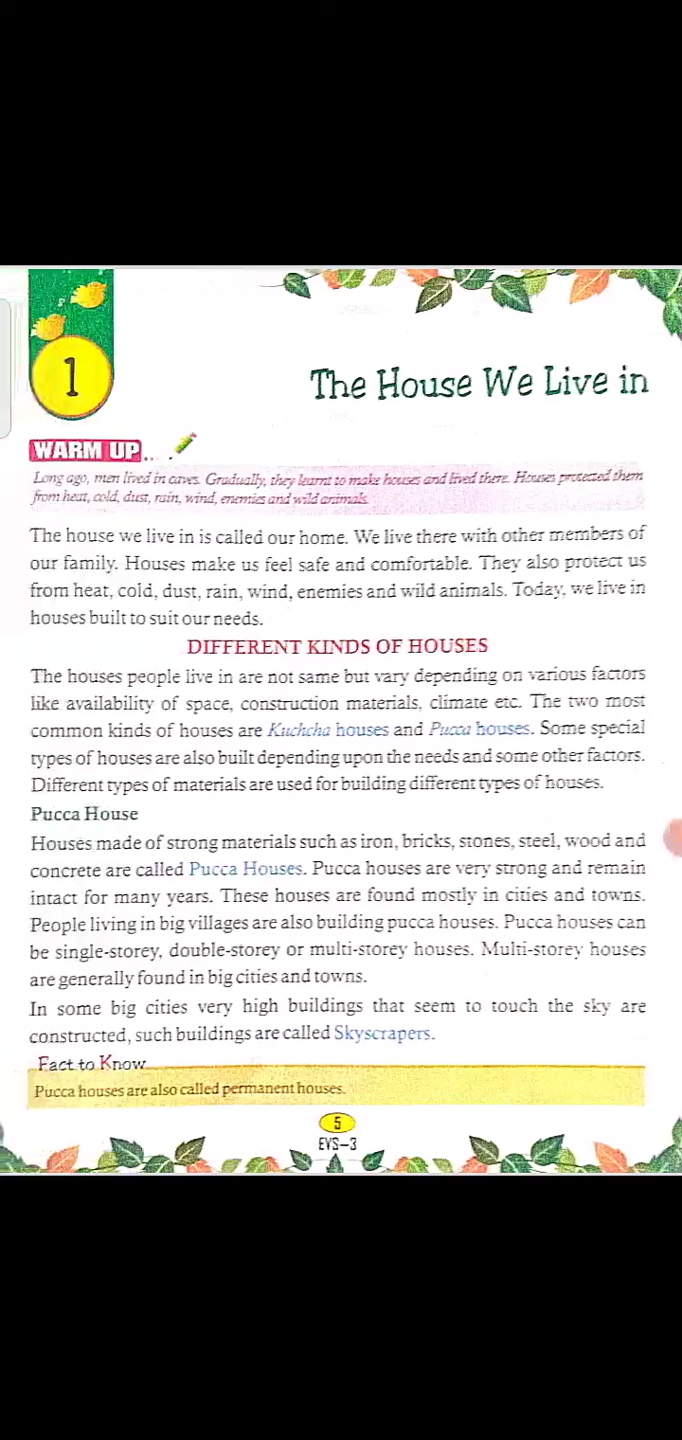 1
The House We Live in
WARM UP...
Long ago, men lived in caves. Gradually, they learnt to make houses and lived there. Houses protected them
from heat, cold, dust, rain, wind, enemies and wild animals.
The house we live in is called our home. We live there with other members of
our family. Houses make us feel safe and comfortable. They also protect us
from heat, cold, dust, rain, wind, enemies and wild animals. Today, we live in
houses built to suit our needs.
DIFFERENT KINDS OF HOUSES
The houses people live in are not same but vary depending on various factors
like availability of space, construction materials, climate etc. The two most
common kinds of houses are Kuchcha houses and Pucca houses. Some special
types of houses are also built depending upon the needs and some other factors.
Different types of materials are used for building different types of houses.
Pucca House
Houses made of strong materials such as iron, bricks, stones, steel, wood and
concrete are called Pucca Houses. Pucca houses are very strong and remain
intact for many years. These houses are found mostly in cities and towns.
People living in big villages are also building pucca houses. Pucca houses can
be single-storey, double-storey or multi-storey houses. Multi-storey houses
are generally found in big cities and towns.
In some big cities very high buildings that seem to touch the sky are
constructed, such buildings are called Skyscrapers.
Fact to Know
Pucca houses are also called permanent houses.
5
EVS–3